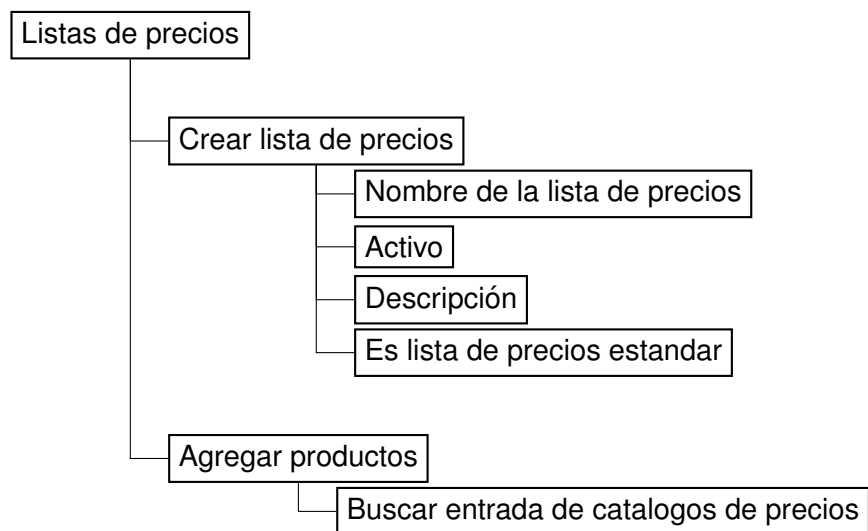 Listas de precios
Crear lista de precios
Nombre de la lista de precios
Activo
Descripción
Es lista de precios estandar
Agregar productos
Buscar entrada de catalogos de precios